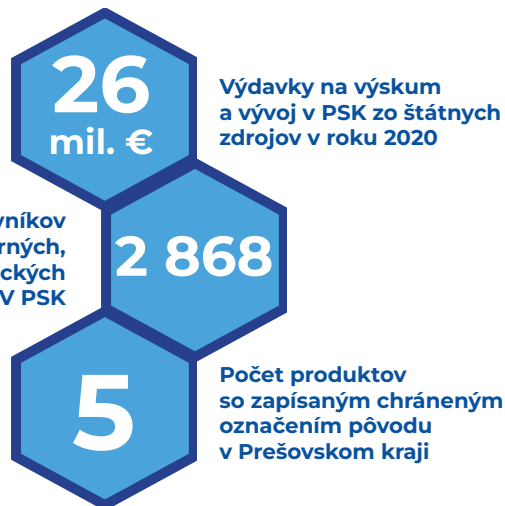 26
mil. €
Výdavky na výskum
a vývoj v PSK zo štátnych
zdrojov v roku 2020
V PSK
2 868
5
Počet produktov
so zapísaným chráneným
označením pôvodu
v Prešovskom kraji